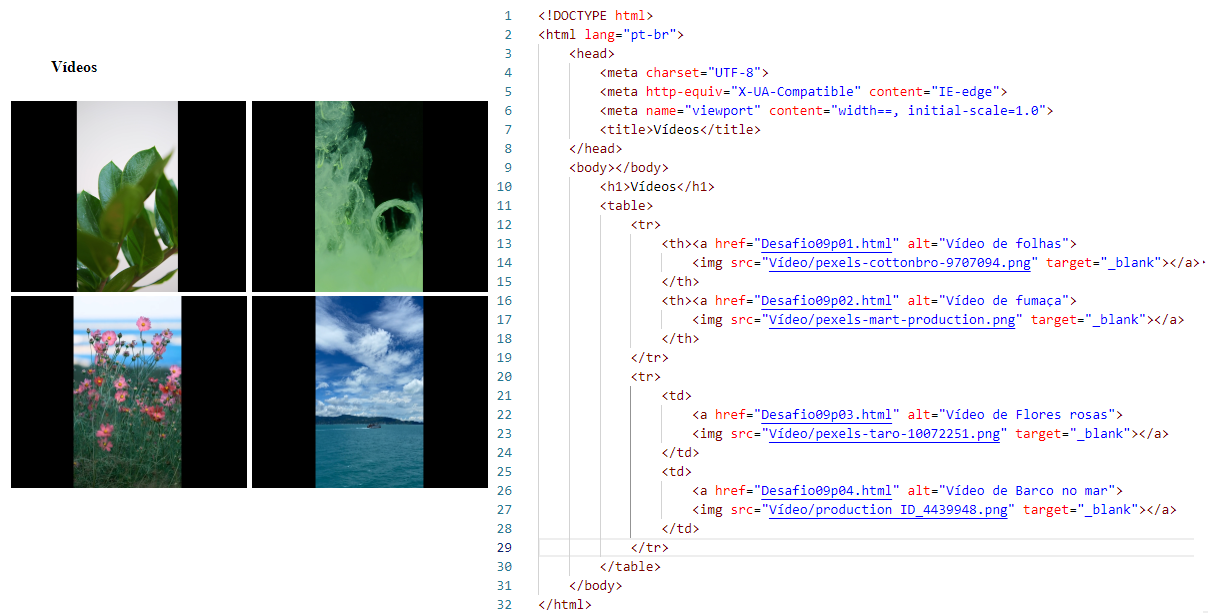 Vídeos
1 <!DOCTYPE html>
2 <html lang="pt-br">
3     <head>
4         <meta charset="UTF-8">
5         <meta http-equiv="X-UA-Compatible" content="IE-edge">
6         <meta name="viewport" content="width==, initial-scale=1.0">
7         <title>Vídeos</title>
8     </head>
9     <body></body>
10         <h1>Vídeos</h1>
11         <table>
12             <tr>
13                 <th><a href="Desafio09p01.html" alt="Vídeo de folhas">
14                     <img src="Vídeo/pexels-cottonbro-9707094.png" target="_blank"></a>·
15                 </th>
16                 <th><a href="Desafio09p02.html" alt="Vídeo de fumaça">
17                     <img src="Vídeo/pexels-mart-production.png" target="_blank"></a>
18                 </th>
19             </tr>
20             <tr>
21                 <td>
22                     <a href="Desafio09p03.html" alt="Vídeo de Flores rosas">
23                     <img src="Vídeo/pexels-taro-10072251.png" target="_blank"></a>
24                 </td>
25                 <td>
26                     <a href="Desafio09p04.html" alt="Vídeo de Barco no mar">
27                     <img src="Vídeo/production ID_4439948.png" target="_blank"></a>
28                 </td>
29             </tr>
30         </table>
31     </body>
32 </html>